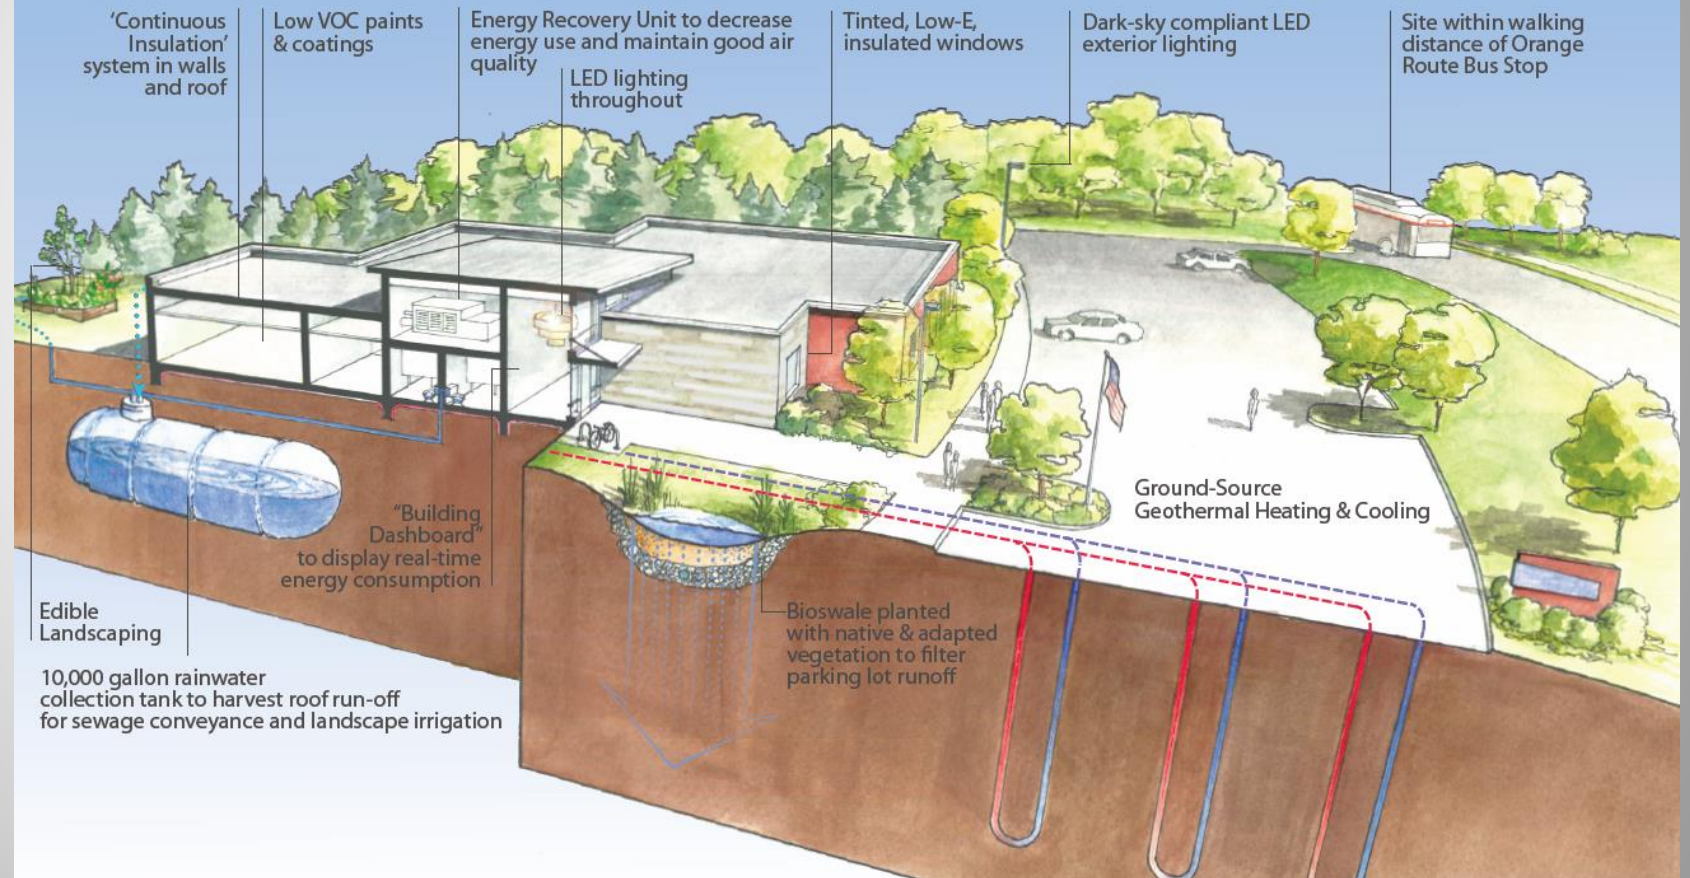 ‘Continuous
Insulation’
system in walls
and roof
Low VOC paints
& coatings
Energy Recovery Unit to decrease
energy use and maintain good air
quality
LED lighting
throughout
Tinted, Low-E,
insulated windows
Dark-sky compliant LED
exterior lighting
Site within walking
distance of Orange
Route Bus Stop
Ground-Source
Geothermal Heating & Cooling
“Building
Dashboard”
to display real-time
energy consumption
Edible
Landscaping
Bioswale planted
with native & adapted
vegetation to filter
parking lot runoff
10,000 gallon rainwater
collection tank to harvest roof run-off
for sewage conveyance and landscape irrigation